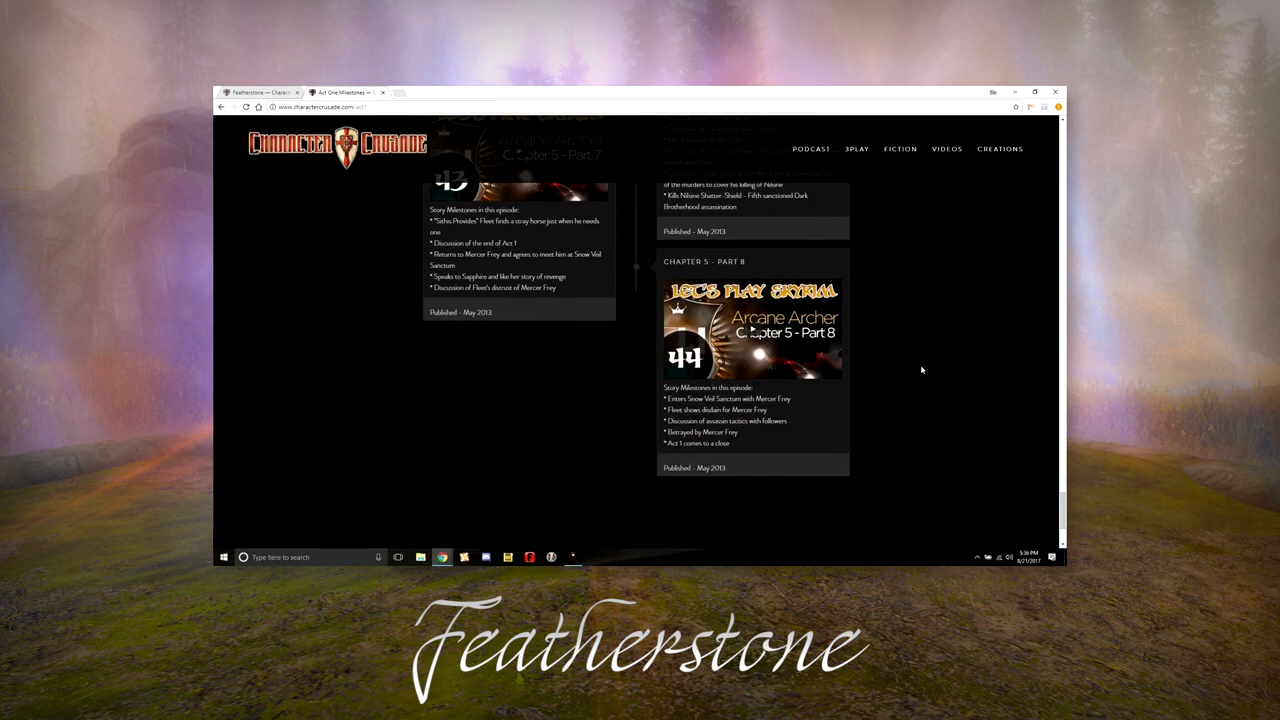 Featherstone — Charac
Act One Milestones — C
www.charactercrusade.com/act1
CHARACTER CRUSADE
PODCAST
3PLAY
FICTION
VIDEOS
CREATIONS
Arcane Archer
Chapter 5 - Part 7
43
Story Milestones in this episode:
* "Sithis Provides" Fleet finds a stray horse just when he needs
one
* Discussion of the end of Act 1
* Returns to Mercer Frey and agrees to meet him at Snow Veil
Sanctum
* Speaks to Sapphire and like her story of revenge
* Discussion of Fleet's distrust of Mercer Frey
Published - May 2013
of the murders to cover his killing of Nilsine
* Kills Nilsine Shatter-Shield - Fifth sanctioned Dark
Brotherhood assassination
Published - May 2013
CHAPTER 5 - PART 8
LET'S PLAY SKYRIM
Arcane Archer
Chapter 5 - Part 8
44
Story Milestones in this episode:
* Enters Snow Veil Sanctum with Mercer Frey
* Fleet shows disdain for Mercer Frey
* Discussion of assassin tactics with followers
* Betrayed by Mercer Frey
* Act 1 comes to a close
Published - May 2013
Type here to search
5:36 PM
8/21/2017
Featherstone